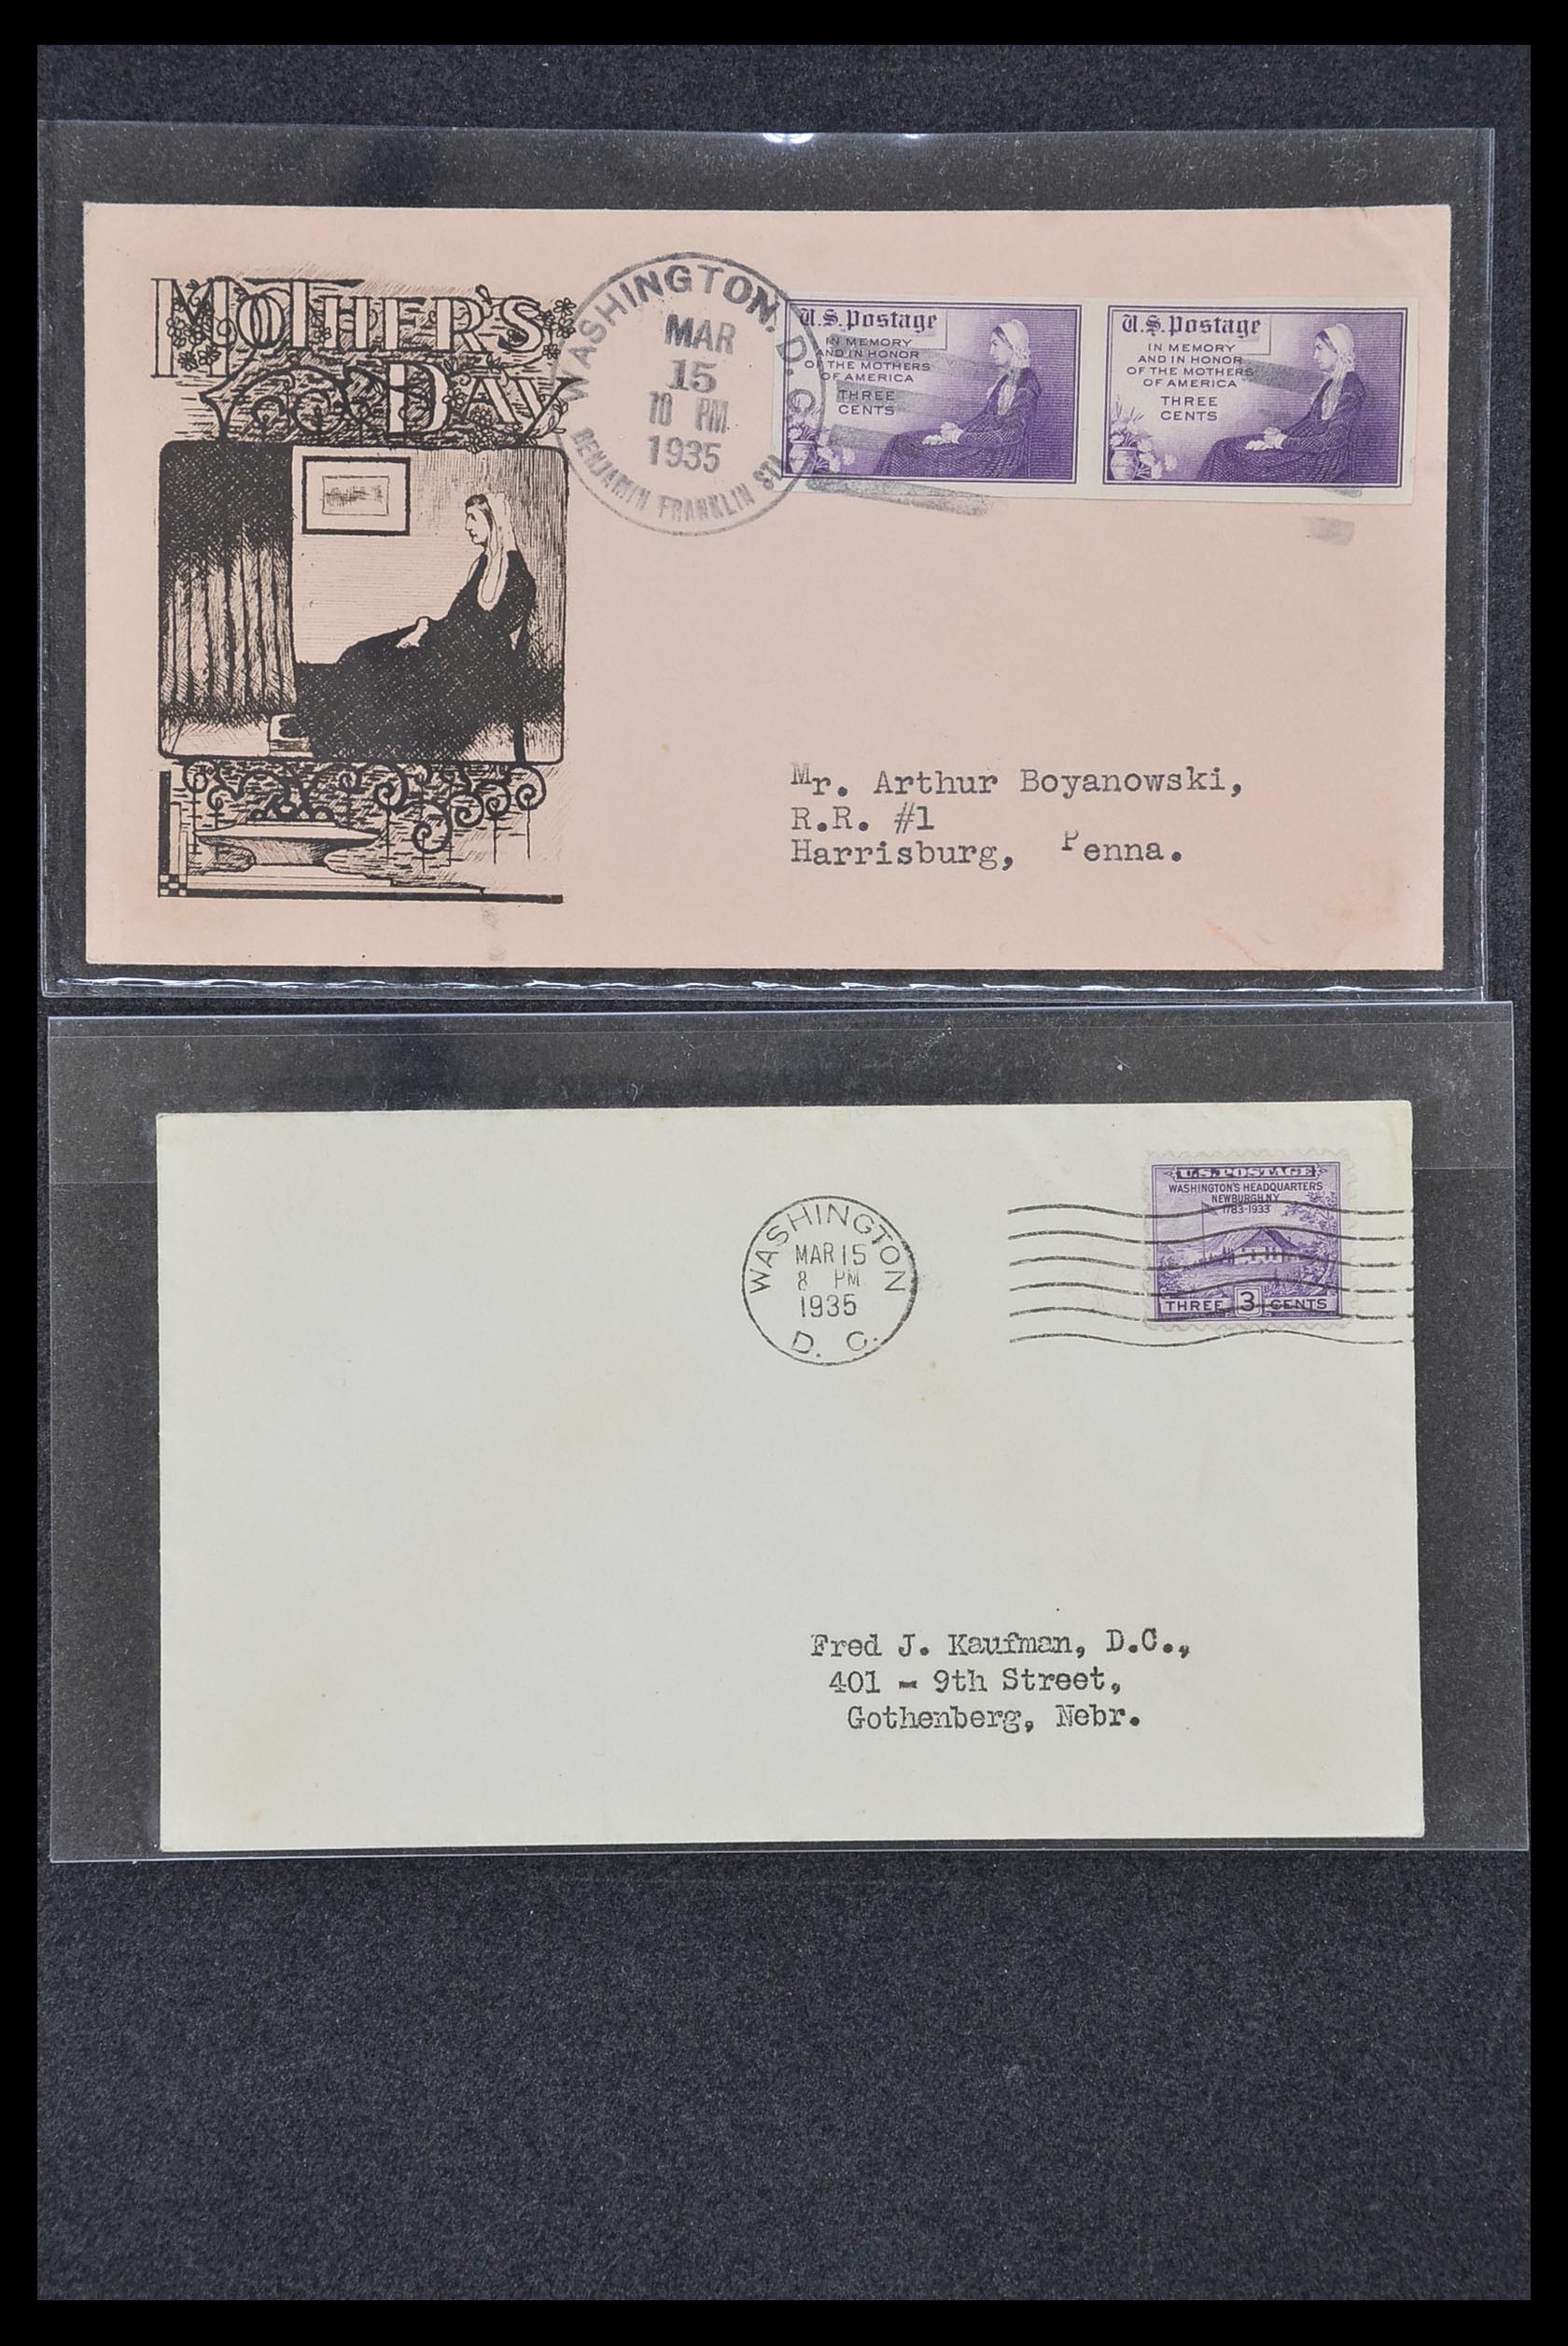 MOTHER'S
DAY
WASHINGTON, D. C.
MAR
15
10 PM
1935
BENJAMIN FRANKLIN STA.
U.S. Postage
IN MEMORY
AND IN HONOR
OF THE MOTHERS
OF AMERICA
THREE
CENTS
U.S. Postage
IN MEMORY
AND IN HONOR
OF THE MOTHERS
OF AMERICA
THREE
CENTS
Mr. Arthur Boyanowski,
R.R. #1
Harrisburg, Penna.
WASHINGTON
MAR 15
8 PM
1935
D. C.
U.S. POSTAGE
WASHINGTON'S HEADQUARTERS
NEWBURGH, N.Y.
1783-1933
THREE 3 CENTS
Fred J. Kaufman, D.C.,
401 - 9th Street,
Gothenberg, Nebr.